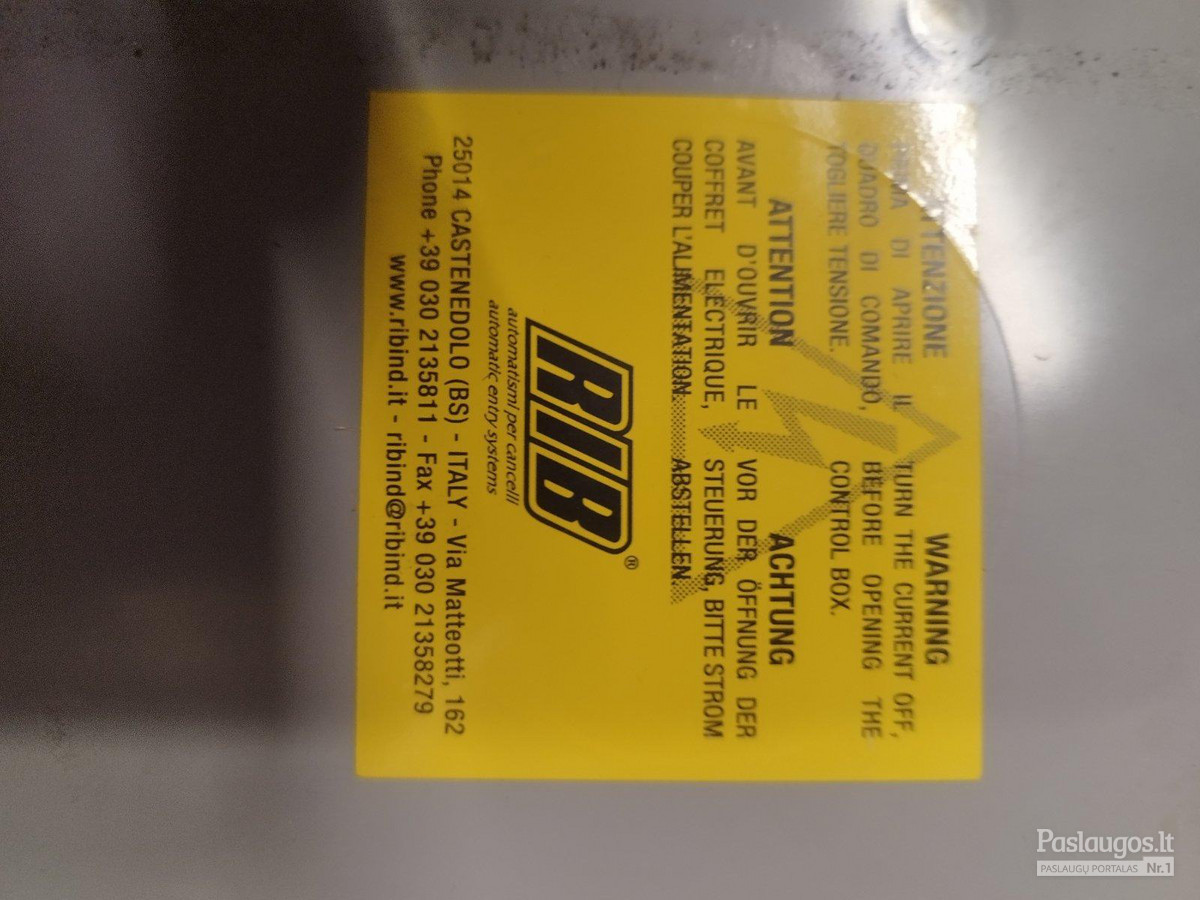 ATTENZIONE
PRIMA DI APRIRE IL
QUADRO DI COMANDO,
TOGLIERE TENSIONE.
WARNING
TURN THE CURRENT OFF,
BEFORE OPENING THE
CONTROL BOX.
ATTENTION
AVANT D'OUVRIR LE
COFFRET ELECTRIQUE,
COUPER L'ALIMENTATION.
ACHTUNG
VOR DER ÖFFNUNG DER
STEUERUNG, BITTE STROM
ABSTELLEN.
RIB®
automatismi per cancelli
automatic entry systems
25014 CASTENEDOLO (BS) - ITALY - Via Matteotti, 162
Phone +39 030 2135811 - Fax +39 030 21358279
www.ribind.it - ribind@ribind.it
Paslaugos.lt
PASLAUGŲ PORTALAS Nr.1